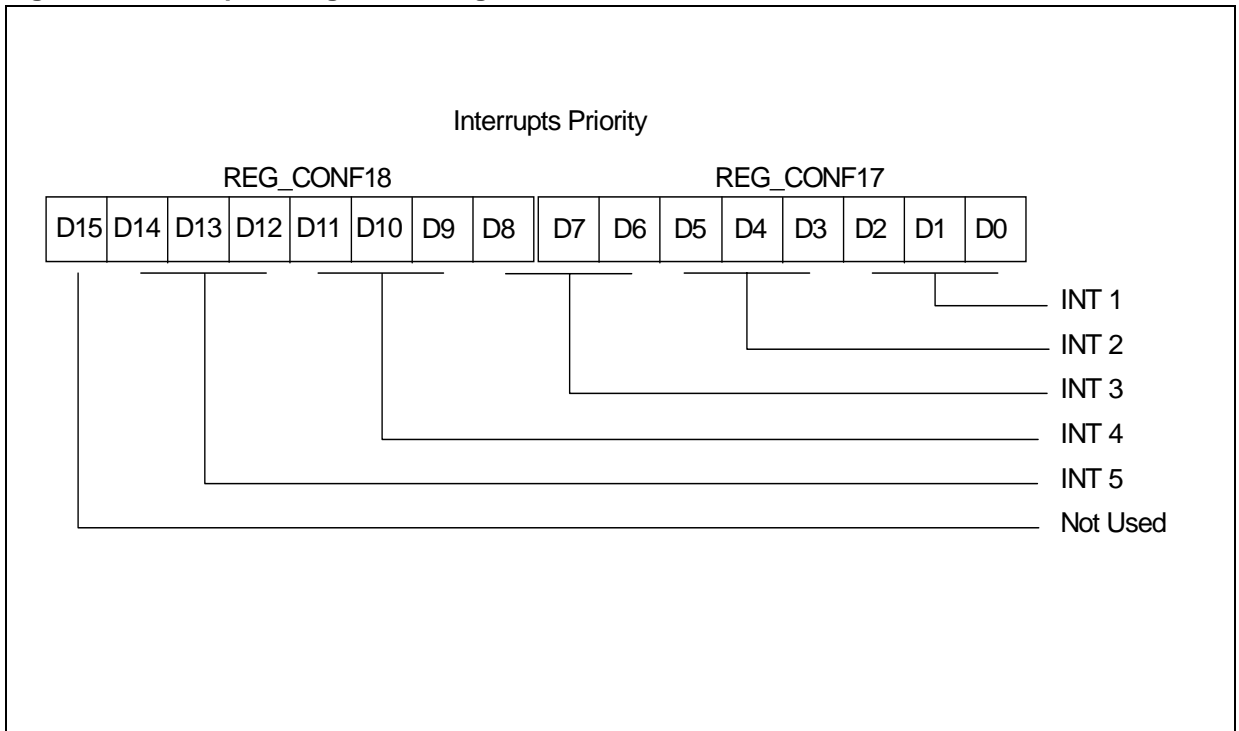 Interrupts Priority
REG_CONF18 REG_CONF17
D15 D14 D13 D12 D11 D10 D9 D8 D7 D6 D5 D4 D3 D2 D1 D0
INT 1
INT 2
INT 3
INT 4
INT 5
Not Used